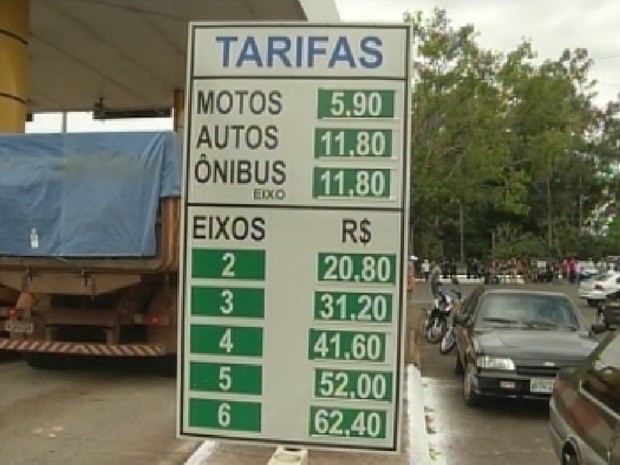 TARIFAS
MOTOS 5,90
AUTOS 11,80
ÔNIBUS 11,80
EIXO
EIXOS R$
2 20,80
3 31,20
4 41,60
5 52,00
6 62,40